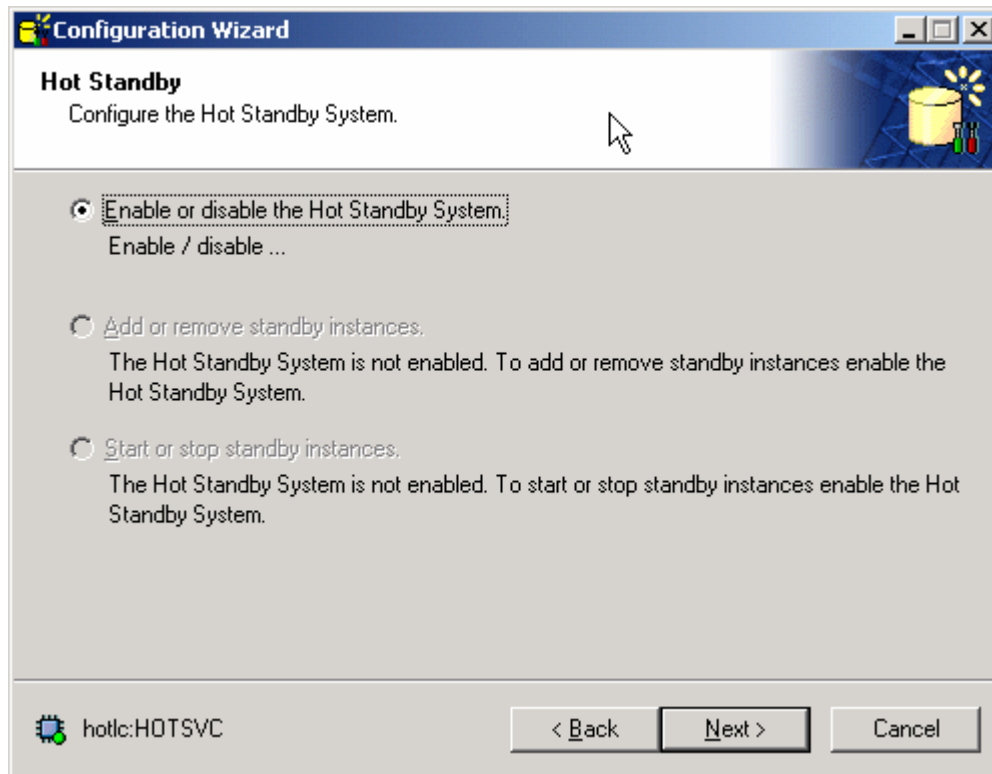 Configuration Wizard
Hot Standby
Configure the Hot Standby System.
Enable or disable the Hot Standby System.
Enable / disable ...
Add or remove standby instances.
The Hot Standby System is not enabled. To add or remove standby instances enable the
Hot Standby System.
Start or stop standby instances.
The Hot Standby System is not enabled. To start or stop standby instances enable the Hot
Standby System.
hotlc:HOTSVC
< Back
Next >
Cancel